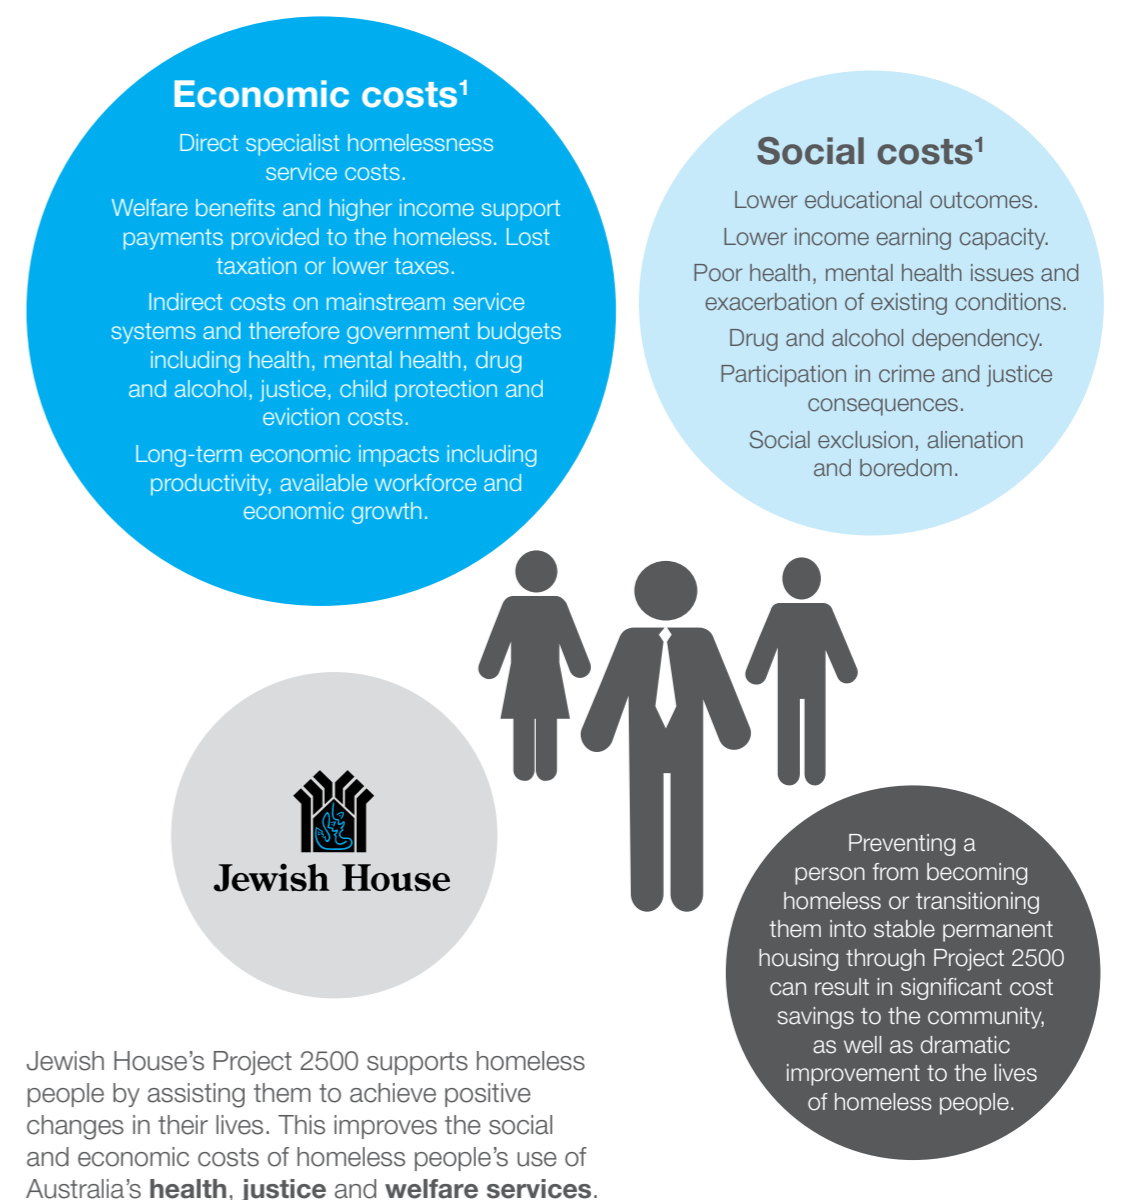 Economic costs¹
Direct specialist homelessness
service costs.
Welfare benefits and higher income support
payments provided to the homeless. Lost
taxation or lower taxes.
Indirect costs on mainstream service
systems and therefore government budgets
including health, mental health, drug
and alcohol, justice, child protection and
eviction costs.
Long-term economic impacts including
productivity, available workforce and
economic growth.
Social costs¹
Lower educational outcomes.
Lower income earning capacity.
Poor health, mental health issues and
exacerbation of existing conditions.
Drug and alcohol dependency.
Participation in crime and justice
consequences.
Social exclusion, alienation
and boredom.
Jewish House
Preventing a
person from becoming
homeless or transitioning
them into stable permanent
housing through Project 2500
can result in significant cost
savings to the community,
as well as dramatic
improvement to the lives
of homeless people.
Jewish House's Project 2500 supports homeless
people by assisting them to achieve positive
changes in their lives. This improves the social
and economic costs of homeless people's use of
Australia's health, justice and welfare services.